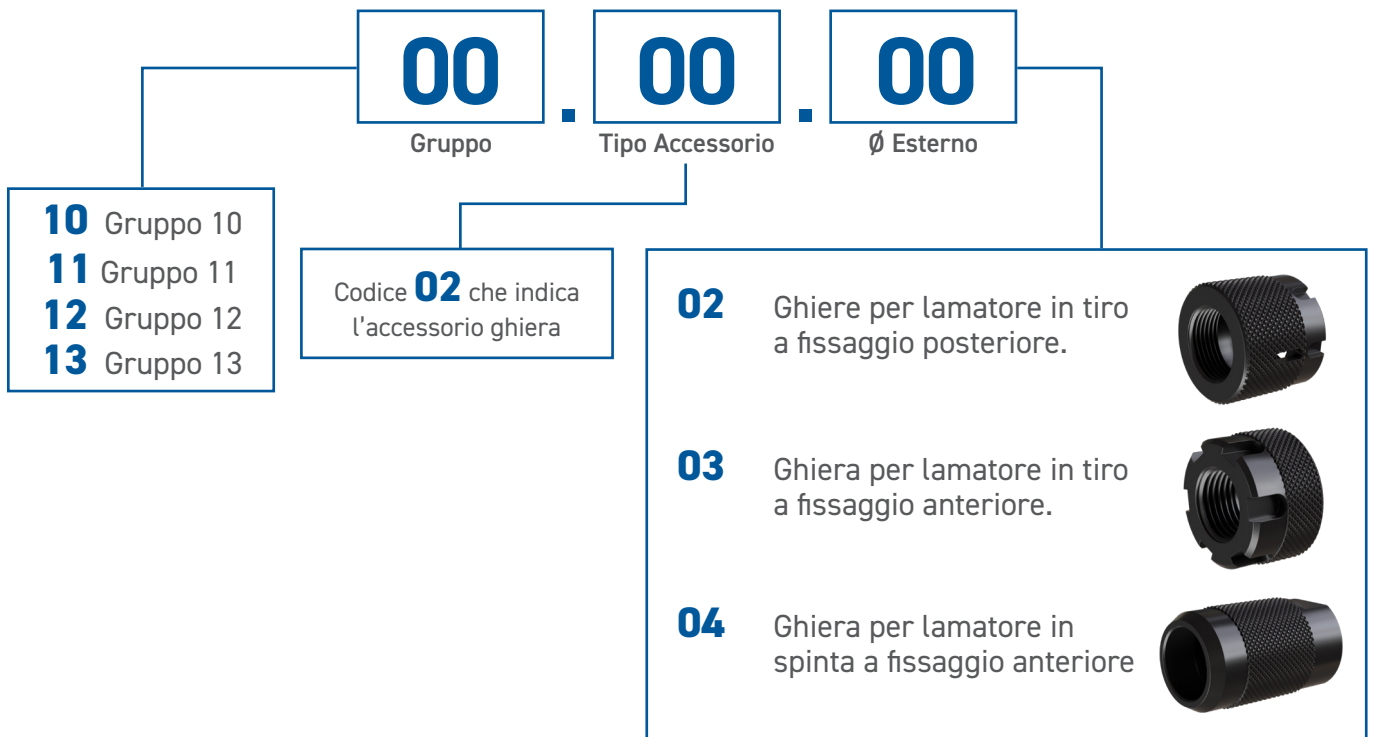 00 . 00 . 00
Gruppo Tipo Accessorio Ø Esterno
10 Gruppo 10
11 Gruppo 11
12 Gruppo 12
13 Gruppo 13
Codice 02 che indica
l'accessorio ghiera
02 Ghiere per lamatore in tiro
a fissaggio posteriore.
03 Ghiera per lamatore in tiro
a fissaggio anteriore.
04 Ghiera per lamatore in
spinta a fissaggio anteriore